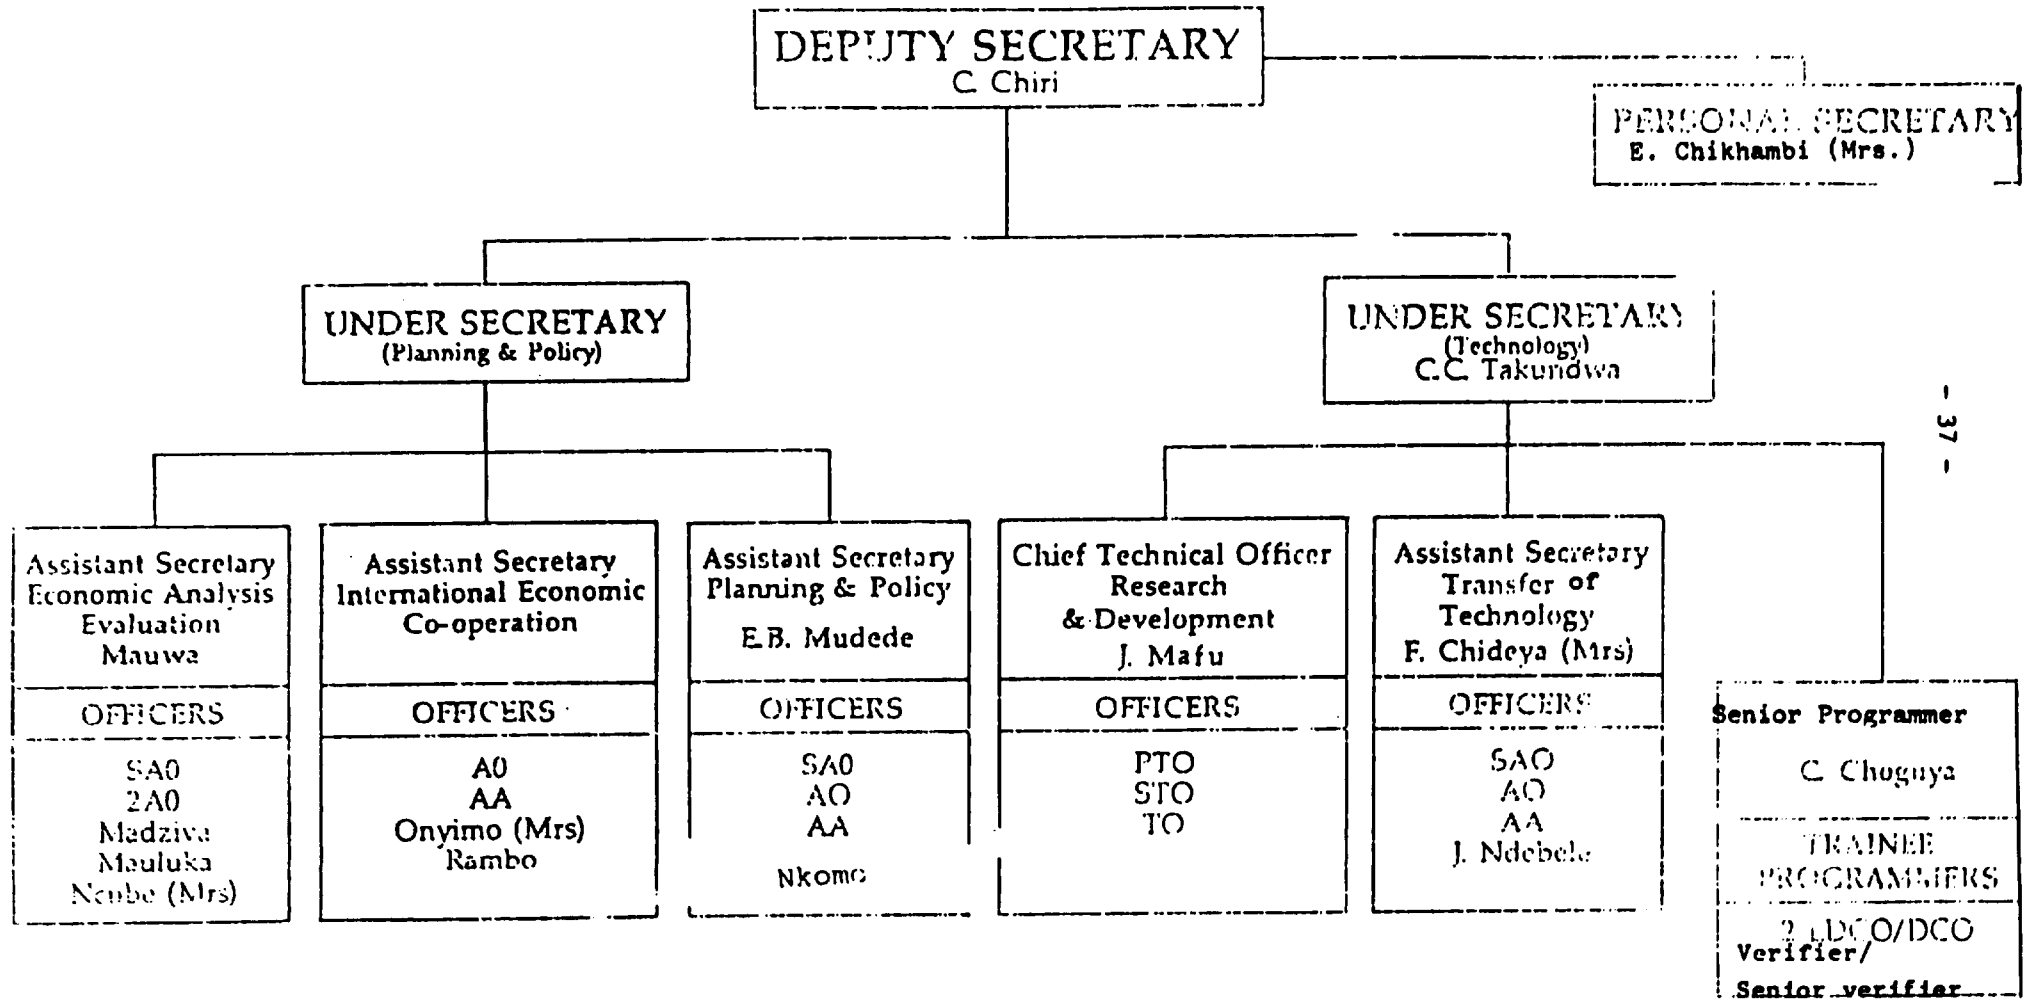 DEPUTY SECRETARY
C. Chiri
PERSONAL SECRETARY
E. Chikhambi (Mrs.)
UNDER SECRETARY
(Planning & Policy)
UNDER SECRETARY
(Technology)
C.C. Takundwa
- 37 -
Assistant Secretary
Economic Analysis
Evaluation
Mauwa
OFFICERS
SA0
2A0
Madziva
Mauluka
Ncube (Mrs)
Assistant Secretary
International Economic
Co-operation
OFFICERS
A0
AA
Onyimo (Mrs)
Rambo
Assistant Secretary
Planning & Policy
E.B. Mudede
OFFICERS
SA0
AO
AA
Nkomo
Chief Technical Officer
Research
& Development
J. Mafu
OFFICERS
PTO
STO
TO
Assistant Secretary
Transfer of
Technology
F. Chideya (Mrs)
OFFICERS
SAO
AO
AA
J. Ndebele
Senior Programmer
C. Choguya
TRAINEE
PROGRAMMERS
2 LDCO/DCO
Verifier/
Senior verifier